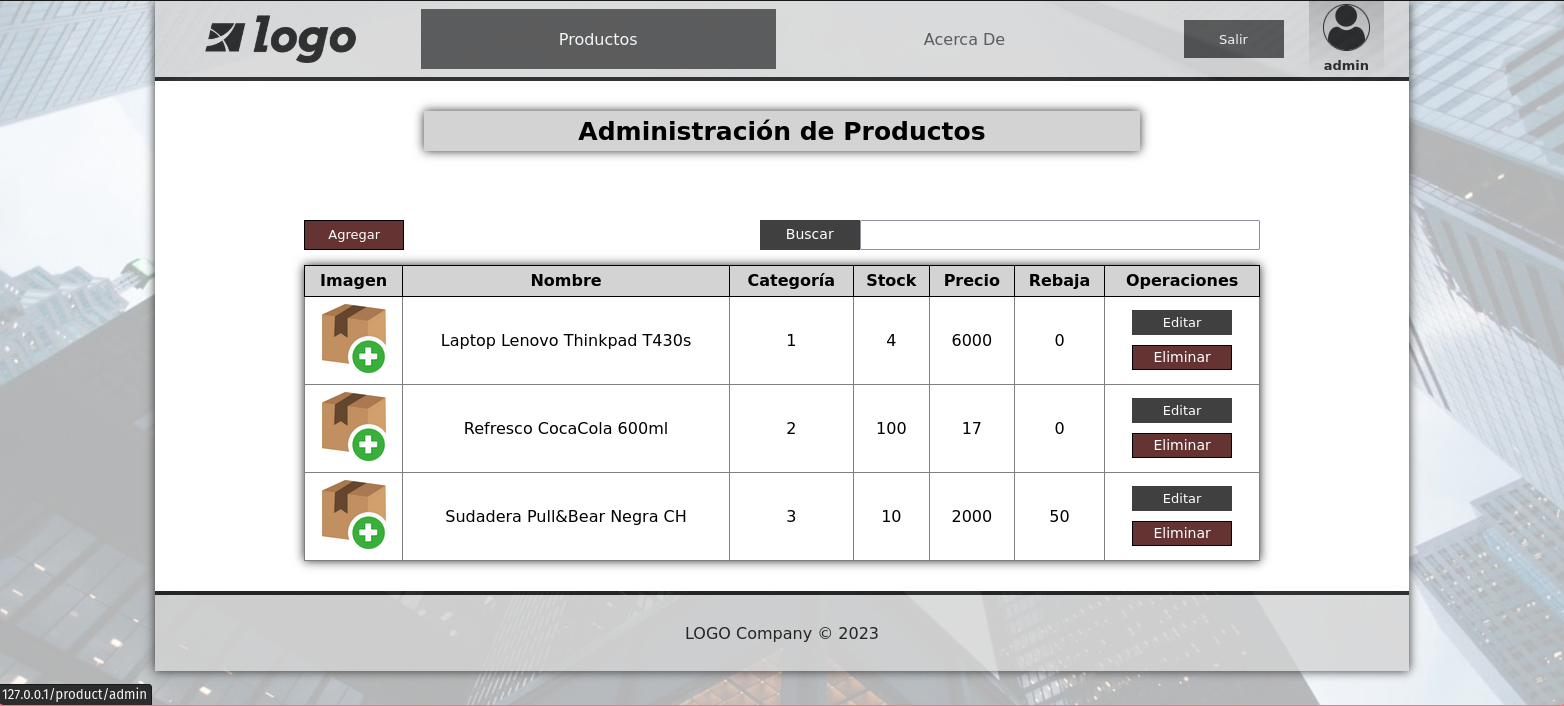 logo
Productos
Acerca De
Salir
admin
Administración de Productos
Agregar
Buscar
Imagen Nombre Categoría Stock Precio Rebaja Operaciones
Laptop Lenovo Thinkpad T430s 1 4 6000 0 Editar
Eliminar
Refresco CocaCola 600ml 2 100 17 0 Editar
Eliminar
Sudadera Pull&Bear Negra CH 3 10 2000 50 Editar
Eliminar
LOGO Company © 2023
127.0.0.1/product/admin